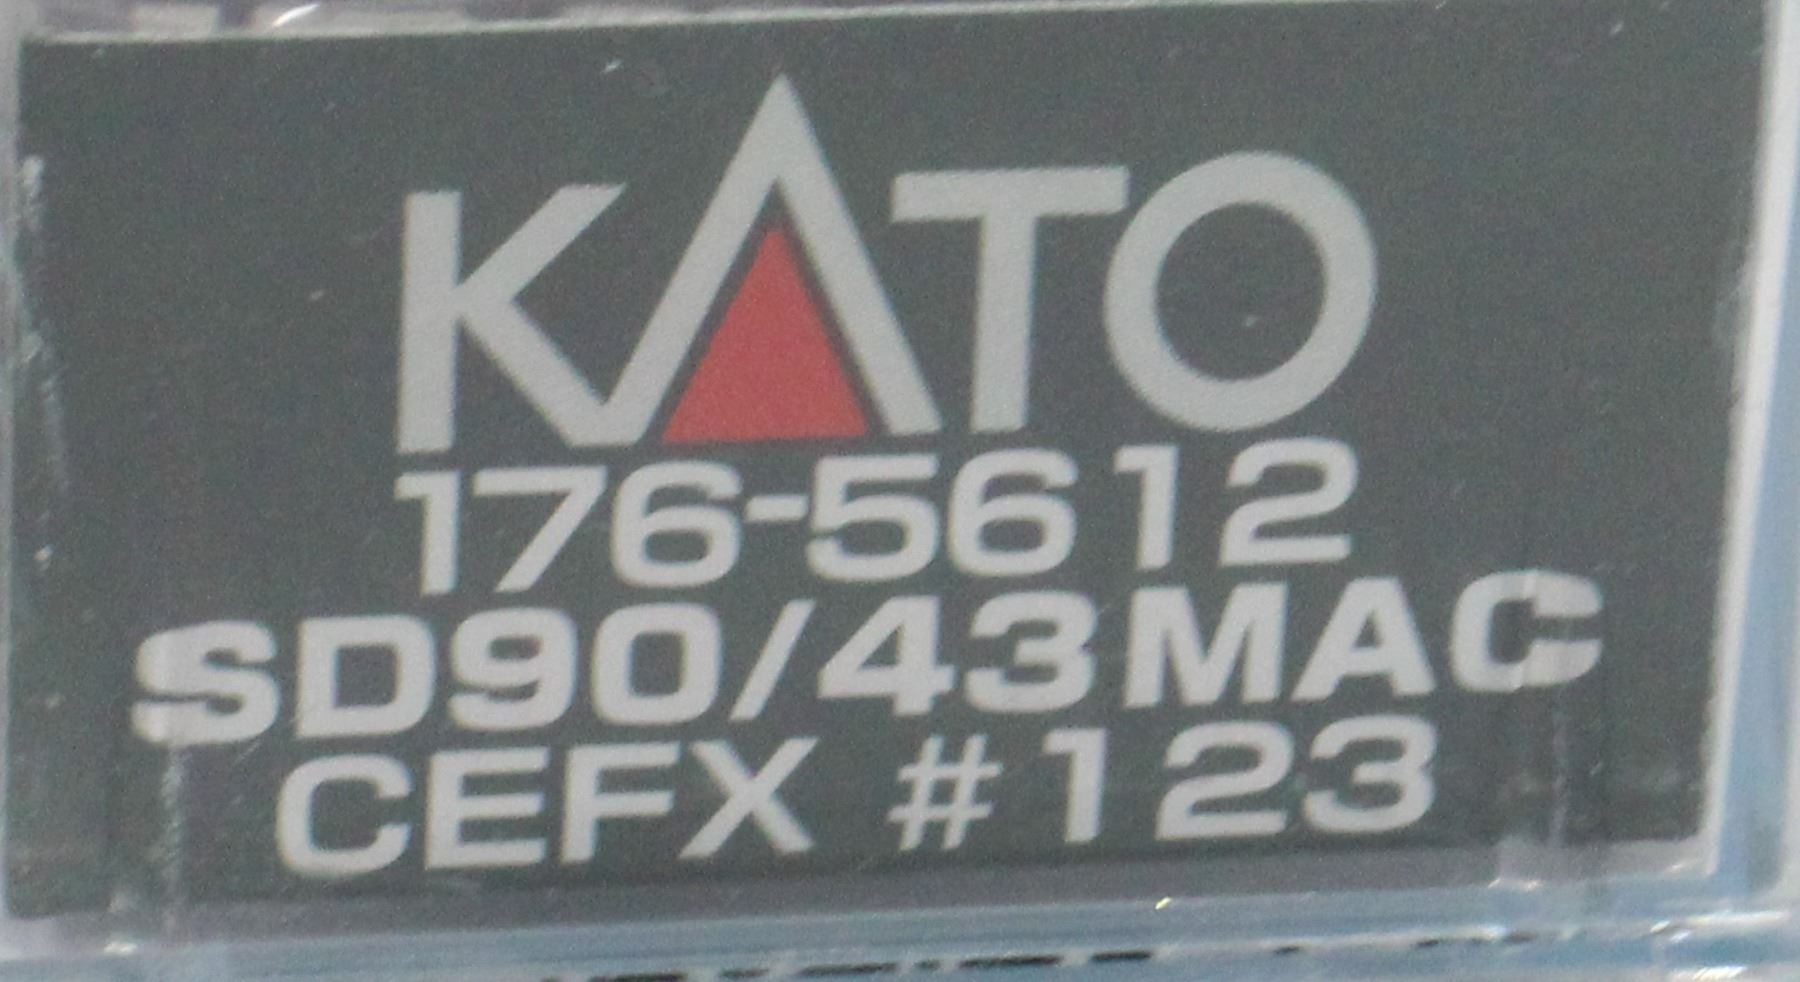 KATO
176-5612
SD90/43MAC
CEFX #123